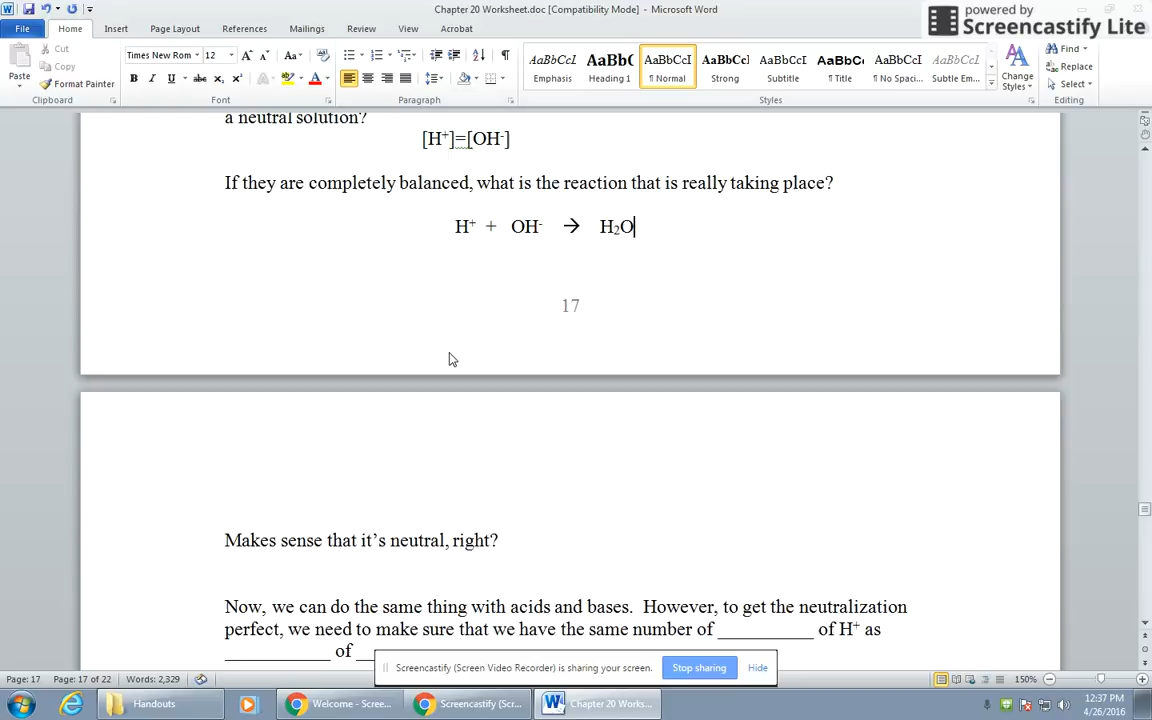 Chapter 20 Worksheet.doc [Compatibility Mode] - Microsoft Word
powered by
Screencastify Lite
File Home Insert Page Layout References Mailings Review View Acrobat
Paste
Cut
Copy
Format Painter
Clipboard
Times New Rom 12
B I U abc x₂ x² A A
Font
Paragraph
AaBbCcI AaBb( AaBbCcI AaBbCcl AaBbCcI AaBbC AaBbCcI AaBbCcI
Emphasis Heading 1 ¶ Normal Strong Subtitle ¶ Title ¶ No Spaci... Subtle Em...
Change
Styles
Styles
Find
Replace
Select
Editing
a neutral solution?
[H⁺]=[OH⁻]
If they are completely balanced, what is the reaction that is really taking place?
H⁺ + OH⁻ → H₂O
17
Makes sense that it’s neutral, right?
Now, we can do the same thing with acids and bases. However, to get the neutralization
perfect, we need to make sure that we have the same number of __________ of H⁺ as
___________ of
Screencastify (Screen Video Recorder) is sharing your screen. Stop sharing Hide
Page: 17 Page: 17 of 22 Words: 2,329 150%
Handouts Welcome - Scree... Screencastify (Scr... Chapter 20 Works...
12:37 PM
4/26/2016